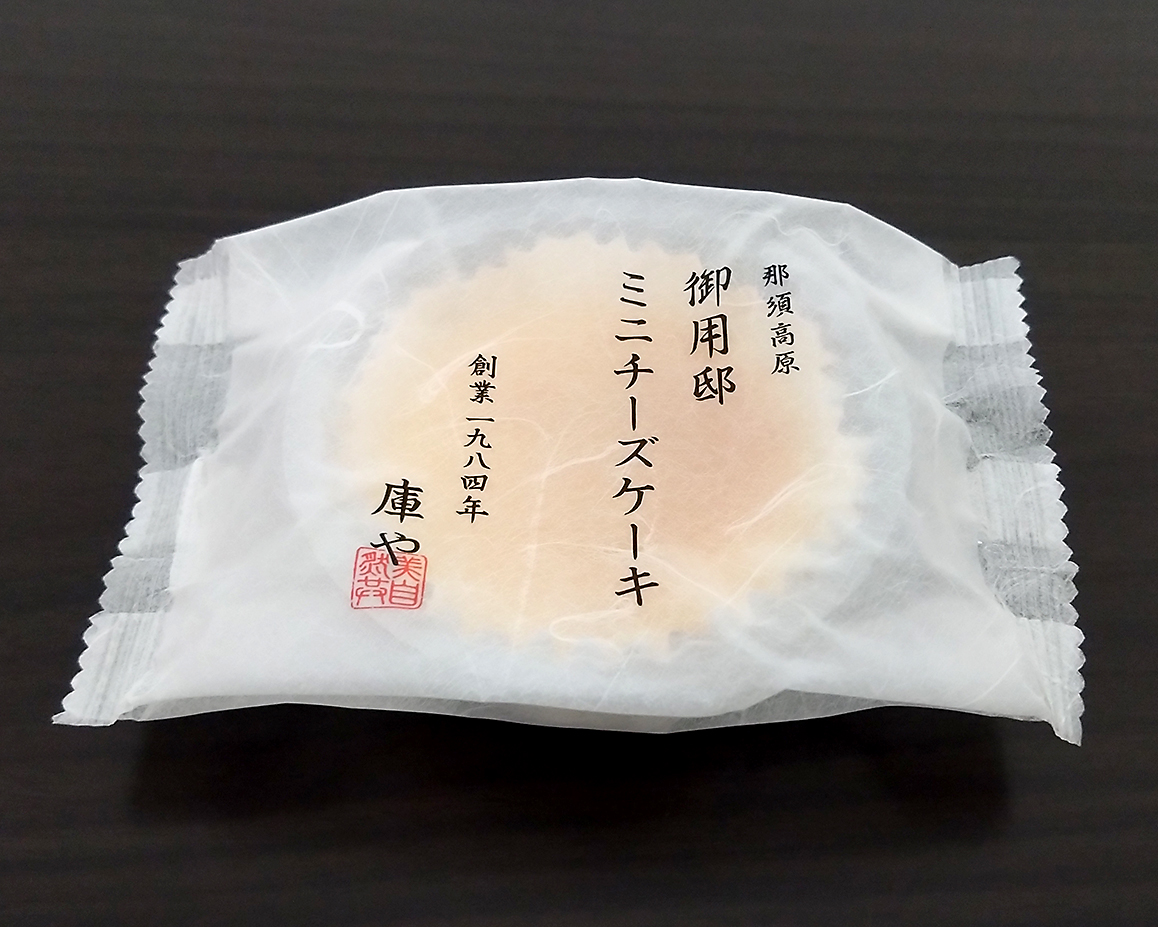 那須高原
御用邸
ミニチーズケーキ
創業一九八四年
庫や